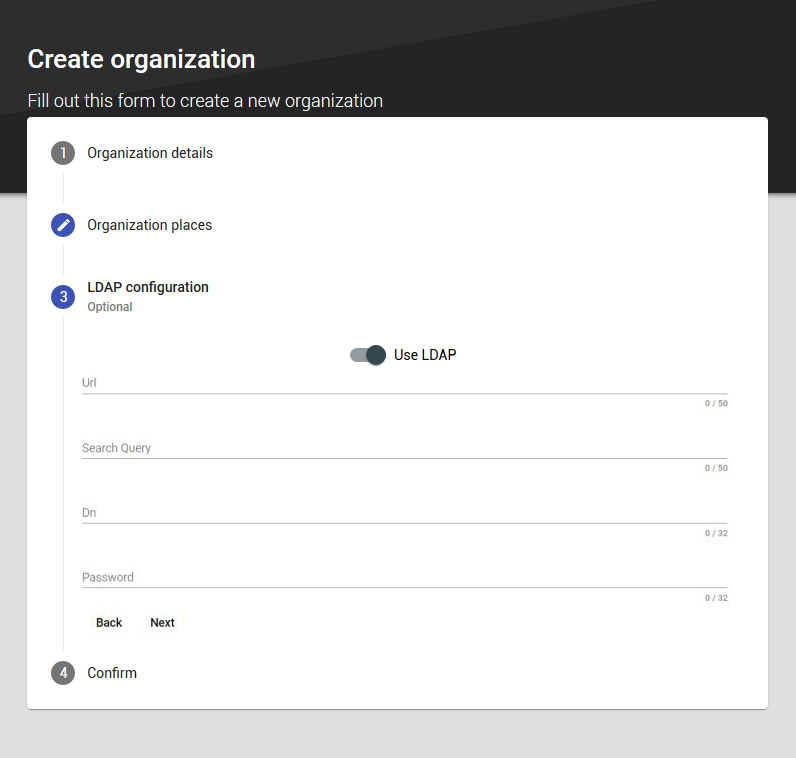 Create organization
Fill out this form to create a new organization
1 Organization details
Organization places
3 LDAP configuration
Optional
Use LDAP
Url
0 / 50
Search Query
0 / 50
Dn
0 / 32
Password
0 / 32
Back Next
4 Confirm